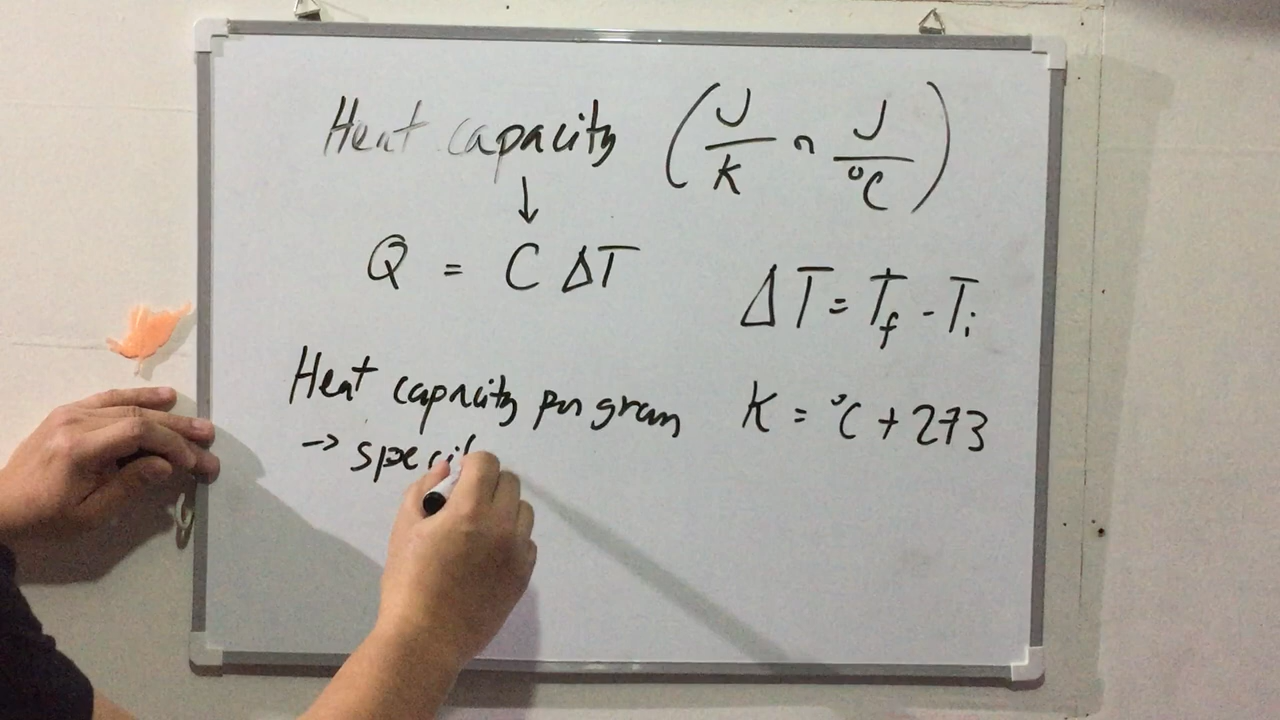 Heat capacity (J/K or J/°C)
↓
Q = C ΔT
ΔT = Tf - Ti
Heat capacity per gram
K = °C + 273
→ specif